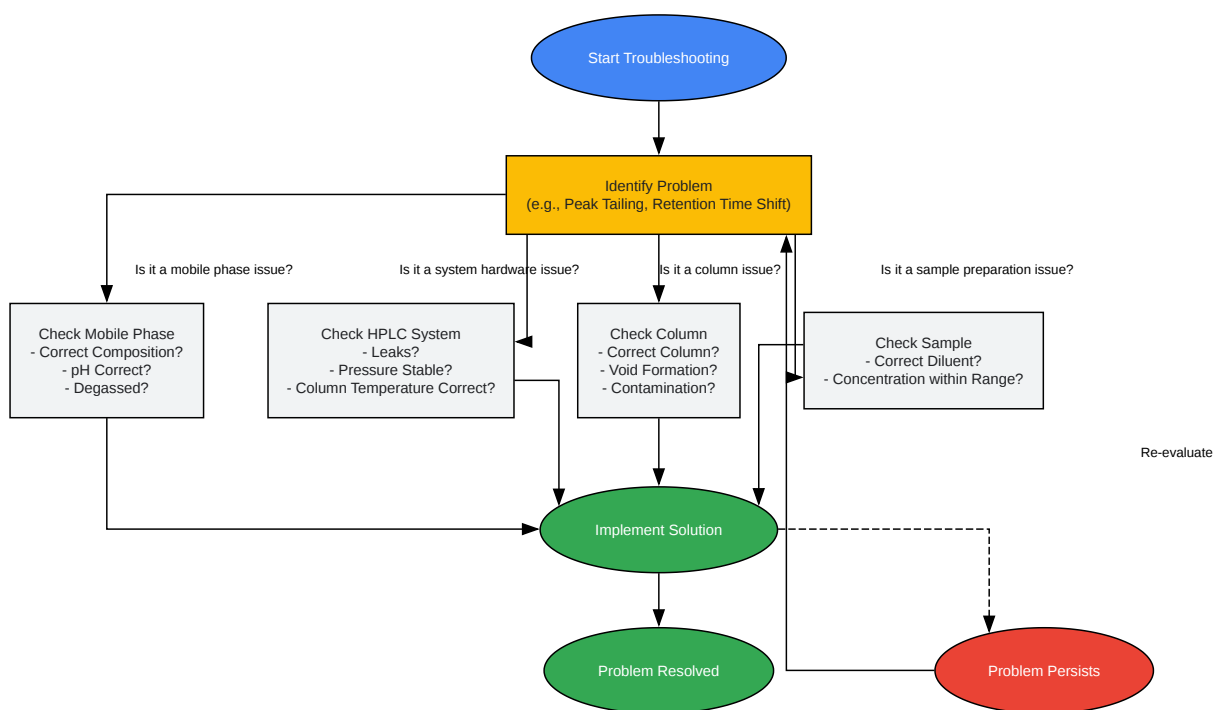 Start Troubleshooting
Identify Problem
(e.g., Peak Tailing, Retention Time Shift)
Is it a mobile phase issue?
Is it a system hardware issue?
Is it a column issue?
Is it a sample preparation issue?
Check Mobile Phase
- Correct Composition?
- pH Correct?
- Degassed?
Check HPLC System
- Leaks?
- Pressure Stable?
- Column Temperature Correct?
Check Column
- Correct Column?
- Void Formation?
- Contamination?
Check Sample
- Correct Diluent?
- Concentration within Range?
Re-evaluate
Implement Solution
Problem Resolved
Problem Persists